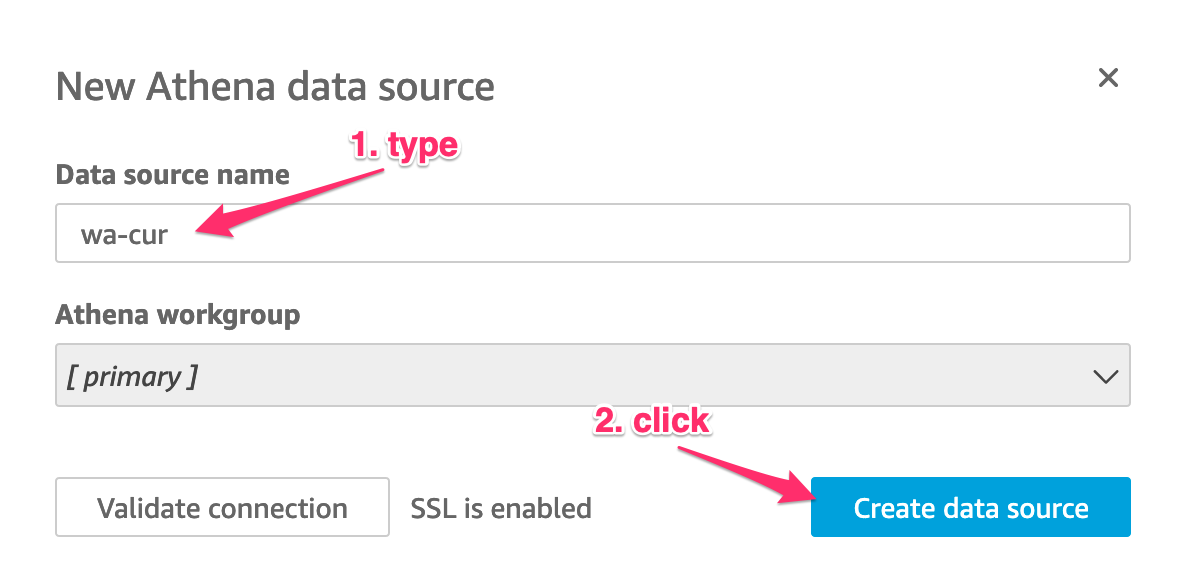 New Athena data source
1. type
Data source name
wa-cur
Athena workgroup
[ primary ]
2. click
Validate connection SSL is enabled Create data source